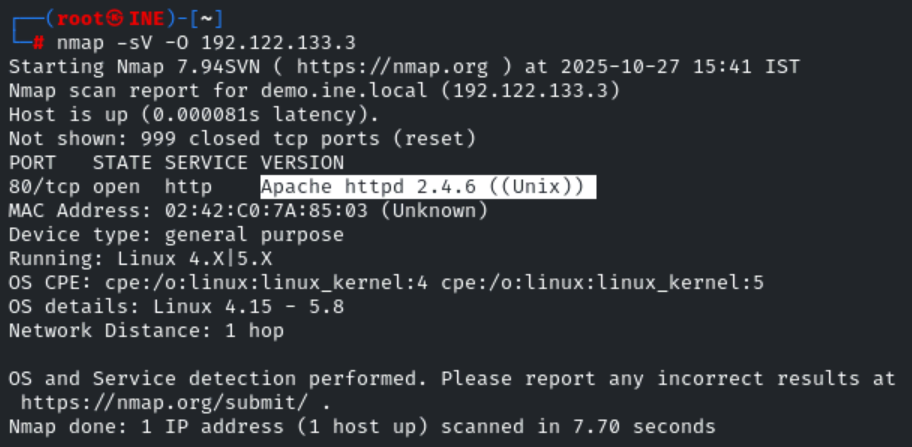 ┌──(root㉿INE)-[~]
└─# nmap -sV -O 192.122.133.3
Starting Nmap 7.94SVN ( https://nmap.org ) at 2025-10-27 15:41 IST
Nmap scan report for demo.ine.local (192.122.133.3)
Host is up (0.000081s latency).
Not shown: 999 closed tcp ports (reset)
PORT   STATE SERVICE VERSION
80/tcp open  http    Apache httpd 2.4.6 ((Unix))
MAC Address: 02:42:C0:7A:85:03 (Unknown)
Device type: general purpose
Running: Linux 4.X|5.X
OS CPE: cpe:/o:linux:linux_kernel:4 cpe:/o:linux:linux_kernel:5
OS details: Linux 4.15 - 5.8
Network Distance: 1 hop

OS and Service detection performed. Please report any incorrect results at
 https://nmap.org/submit/ .
Nmap done: 1 IP address (1 host up) scanned in 7.70 seconds